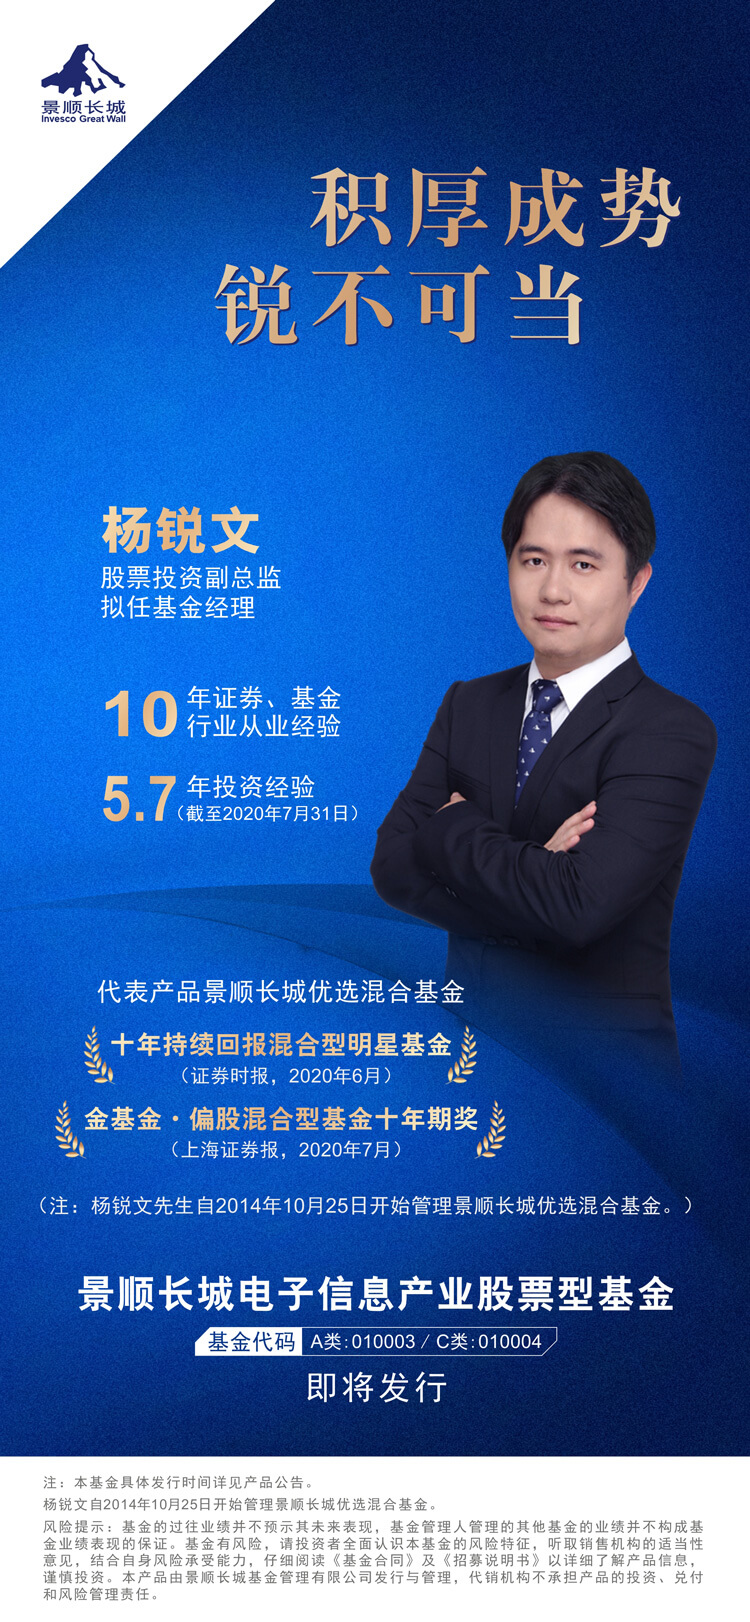 景顺长城
Invesco Great Wall
积厚成势
锐不可当
杨锐文
股票投资副总监
拟任基金经理
10 年证券、基金
行业从业经验
5.7 年投资经验
（截至2020年7月31日）
代表产品景顺长城优选混合基金
十年持续回报混合型明星基金
（证券时报，2020年6月）
金基金·偏股混合型基金十年期奖
（上海证券报，2020年7月）
（注：杨锐文先生自2014年10月25日开始管理景顺长城优选混合基金。）
景顺长城电子信息产业股票型基金
基金代码 A类:010003 / C类:010004
即将发行
注：本基金具体发行时间详见产品公告。
杨锐文自2014年10月25日开始管理景顺长城优选混合基金。
风险提示：基金的过往业绩并不预示其未来表现，基金管理人管理的其他基金的业绩并不构成基
金业绩表现的保证。基金有风险，请投资者全面认识本基金的风险特征，听取销售机构的适当性
意见，结合自身风险承受能力，仔细阅读《基金合同》及《招募说明书》以详细了解产品信息，
谨慎投资。本产品由景顺长城基金管理有限公司发行与管理，代销机构不承担产品的投资、兑付
和风险管理责任。